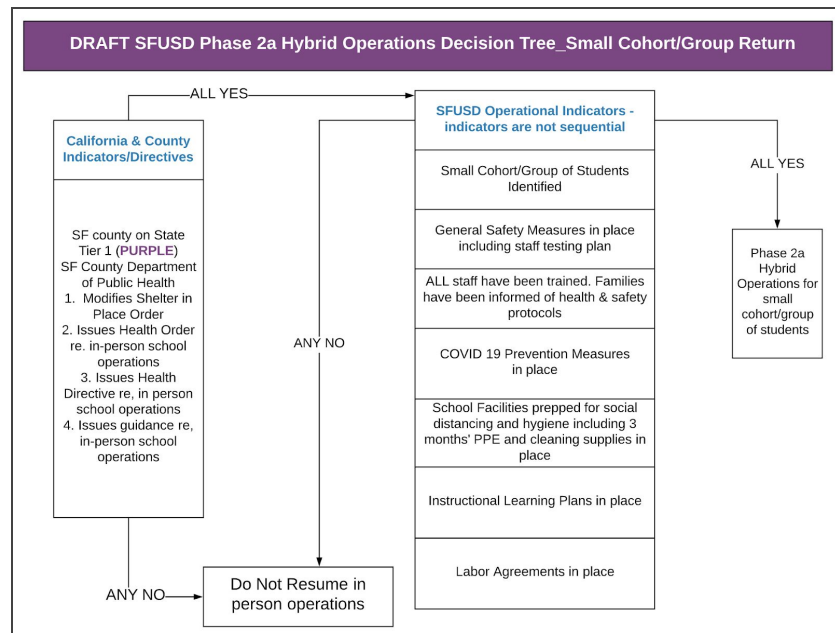 DRAFT SFUSD Phase 2a Hybrid Operations Decision Tree_Small Cohort/Group Return
ALL YES
California & County
Indicators/Directives
SF county on State
Tier 1 (PURPLE)
SF County Department
of Public Health
1. Modifies Shelter in
Place Order
2. Issues Health Order
re. in-person school
operations
3. Issues Health
Directive re, in person
school operations
4. Issues guidance re,
in-person school
operations
ANY NO
Do Not Resume in
person operations
ANY NO
SFUSD Operational Indicators -
indicators are not sequential
Small Cohort/Group of Students
Identified
General Safety Measures in place
including staff testing plan
ALL staff have been trained. Families
have been informed of health & safety
protocols
COVID 19 Prevention Measures
in place
School Facilities prepped for social
distancing and hygiene including 3
months' PPE and cleaning supplies in
place
Instructional Learning Plans in place
Labor Agreements in place
ALL YES
Phase 2a
Hybrid
Operations for
small
cohort/group
of students